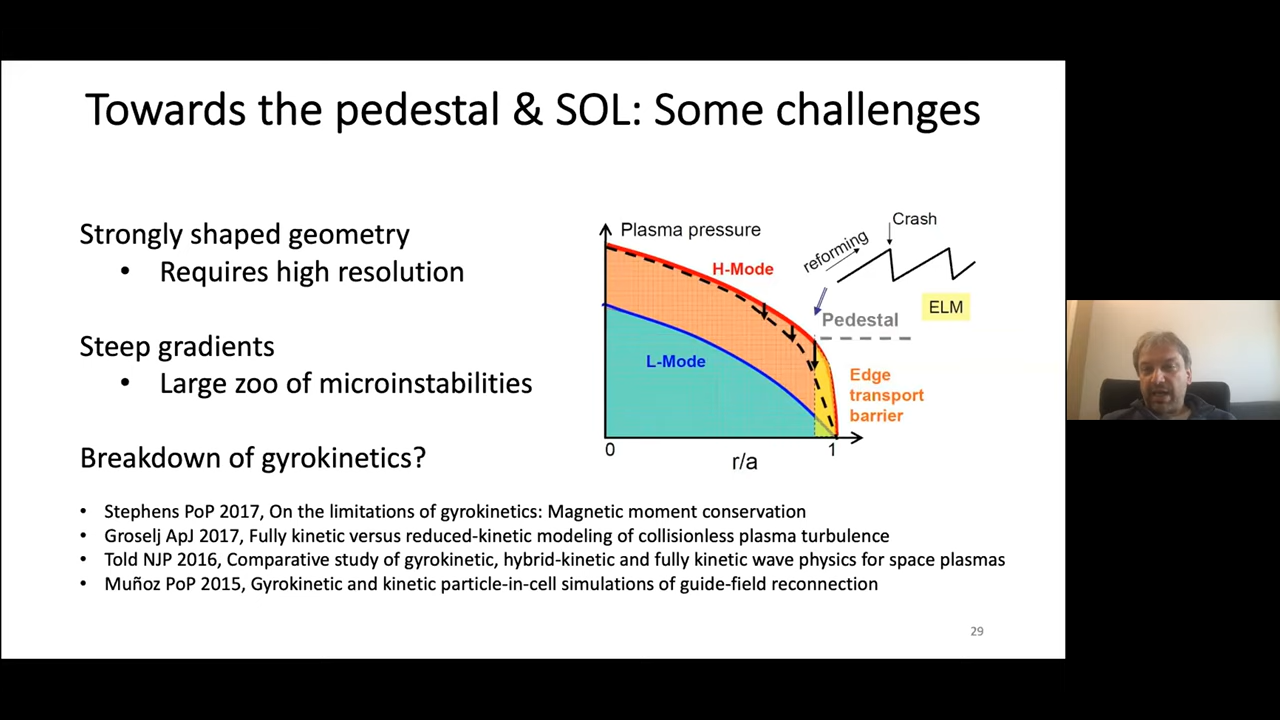 Towards the pedestal & SOL: Some challenges
Strongly shaped geometry
• Requires high resolution
Steep gradients
• Large zoo of microinstabilities
Breakdown of gyrokinetics?
Plasma pressure
H-Mode
L-Mode
reforming
Crash
ELM
Pedestal
Edge
transport
barrier
0
1
r/a
• Stephens PoP 2017, On the limitations of gyrokinetics: Magnetic moment conservation
• Groselj ApJ 2017, Fully kinetic versus reduced-kinetic modeling of collisionless plasma turbulence
• Told NJP 2016, Comparative study of gyrokinetic, hybrid-kinetic and fully kinetic wave physics for space plasmas
• Muñoz PoP 2015, Gyrokinetic and kinetic particle-in-cell simulations of guide-field reconnection
29